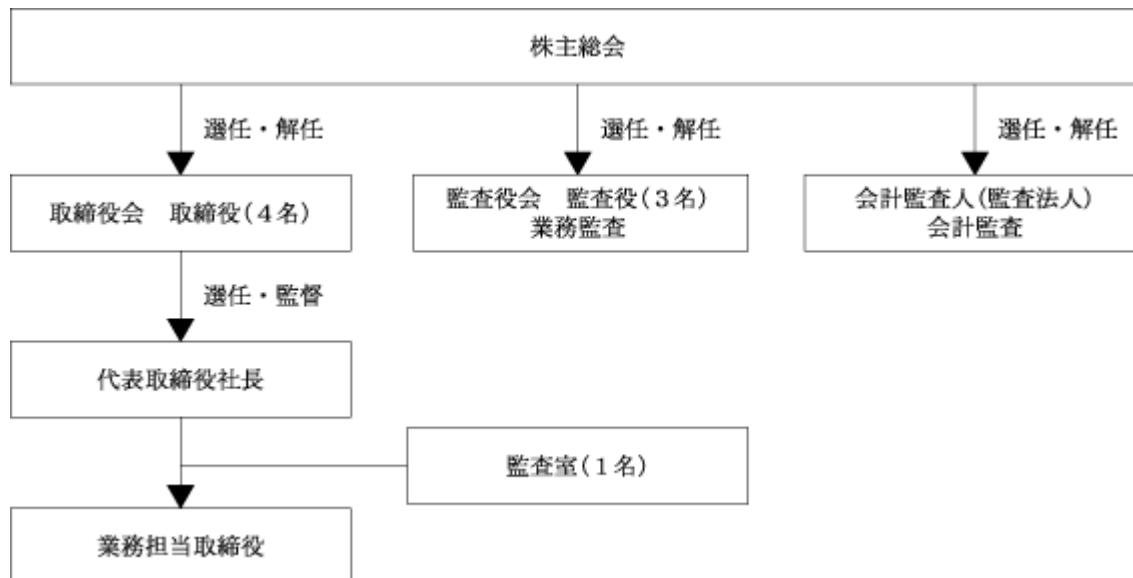 株主総会
選任・解任
選任・解任
選任・解任
取締役会　取締役(４名)
監査役会　監査役(３名)
業務監査
会計監査人(監査法人)
会計監査
選任・監督
代表取締役社長
監査室(１名)
業務担当取締役